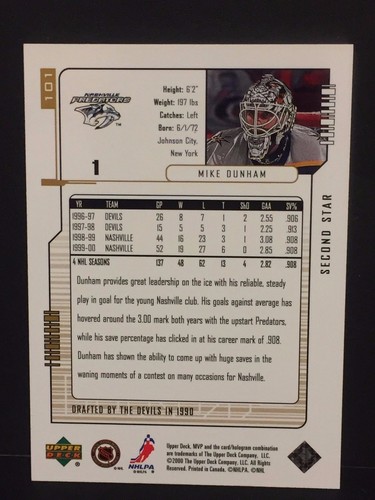 101
NASHVILLE
PREDATORS
TM
Height: 6'2"
Weight: 197 lbs
Catches: Left
Born: 6/1/72
Johnson City,
New York
1
MIKE DUNHAM
SECOND STAR
YR TEAM GP W L T ShO GAA SV%
1996-97 DEVILS 26 8 7 1 2 2.55 .906
1997-98 DEVILS 15 5 5 3 1 2.25 .913
1998-99 NASHVILLE 44 16 23 3 1 3.08 .908
1999-00 NASHVILLE 52 19 27 6 0 2.85 .908
4 NHL SEASONS 137 48 62 13 4 2.82 .908
Dunham provides great leadership on the ice with his reliable, steady
play in goal for the young Nashville club. His goals against average has
hovered around the 3.00 mark both years with the upstart Predators,
while his save percentage has clicked in at his career mark of .908.
Dunham has shown the ability to come up with huge saves in the
waning moments of a contest on many occasions for Nashville.
DRAFTED BY THE DEVILS IN 1990
UPPER
DECK
NHLPA
Upper Deck, MVP and the card/hologram combination
are trademarks of The Upper Deck Company, LLC.
©2000 The Upper Deck Company, LLC. All Rights
Reserved. Printed in Canada. ©NHLPA. ©NHL